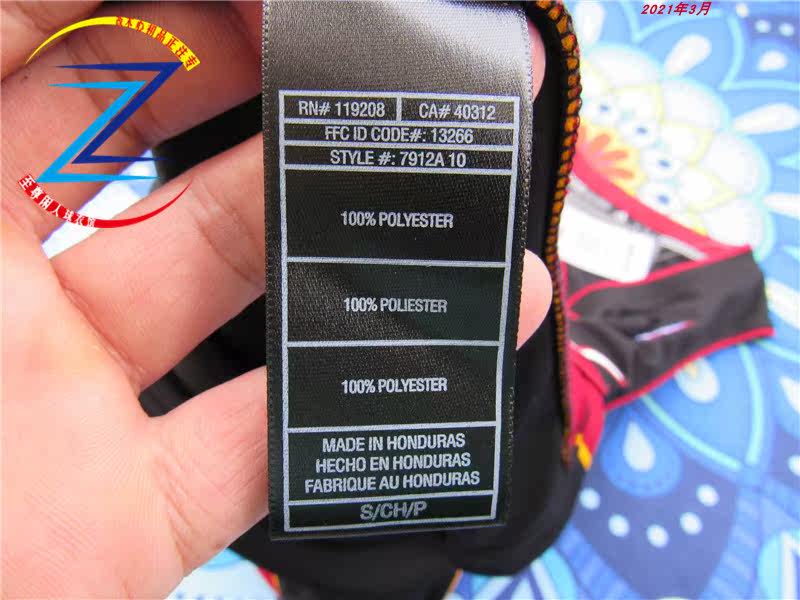 2021年3月
RN# 119208 CA# 40312
FFC ID CODE#: 13266
STYLE #: 7912A 10
100% POLYESTER
100% POLIESTER
100% POLYESTER
MADE IN HONDURAS
HECHO EN HONDURAS
FABRIQUE AU HONDURAS
S/CH/P